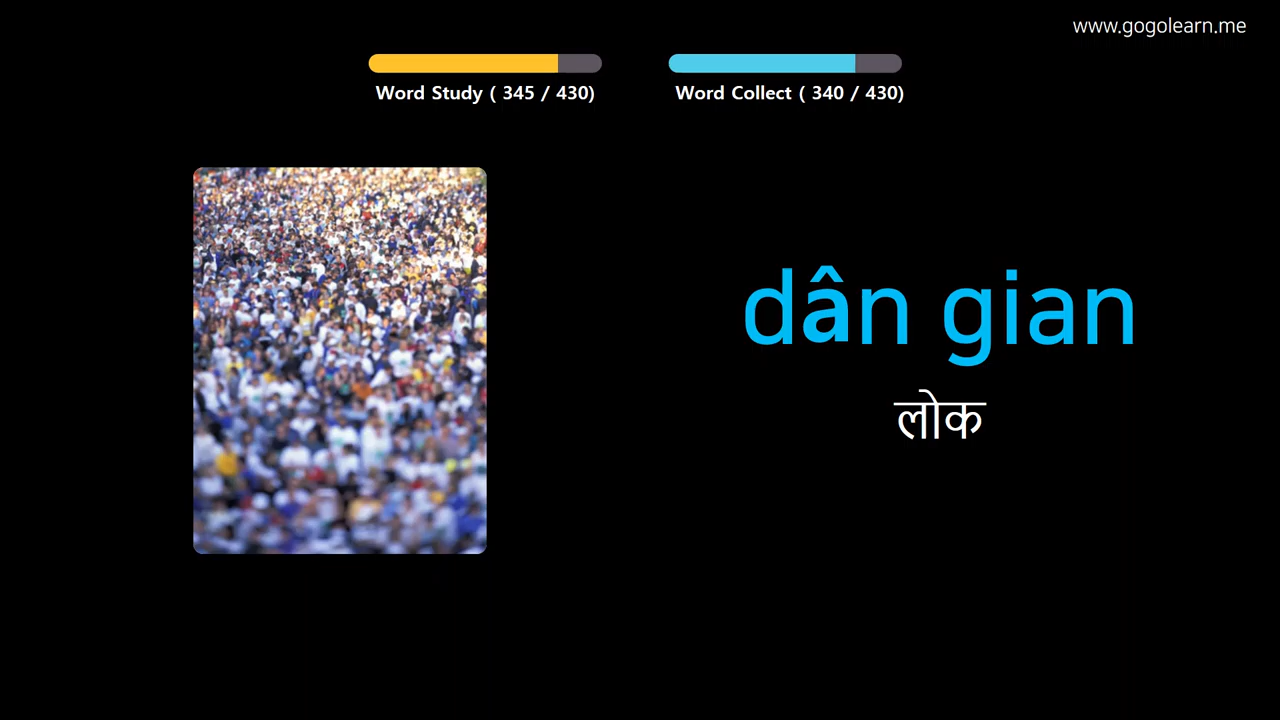 www.gogolearn.me
Word Study ( 345 / 430)
Word Collect ( 340 / 430)
dân gian
लोक